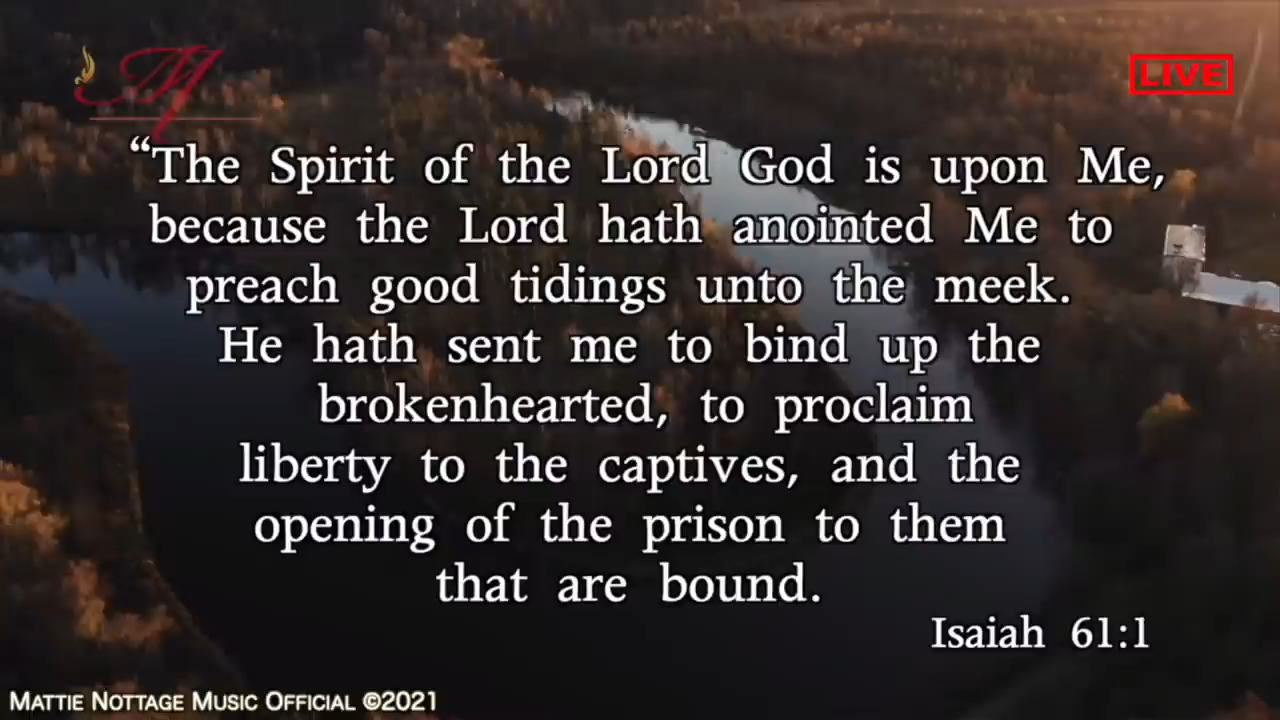 LIVE
“The Spirit of the Lord God is upon Me,
because the Lord hath anointed Me to
preach good tidings unto the meek.
He hath sent me to bind up the
brokenhearted, to proclaim
liberty to the captives, and the
opening of the prison to them
that are bound.
Isaiah 61:1
MATTIE NOTTAGE MUSIC OFFICIAL ©2021